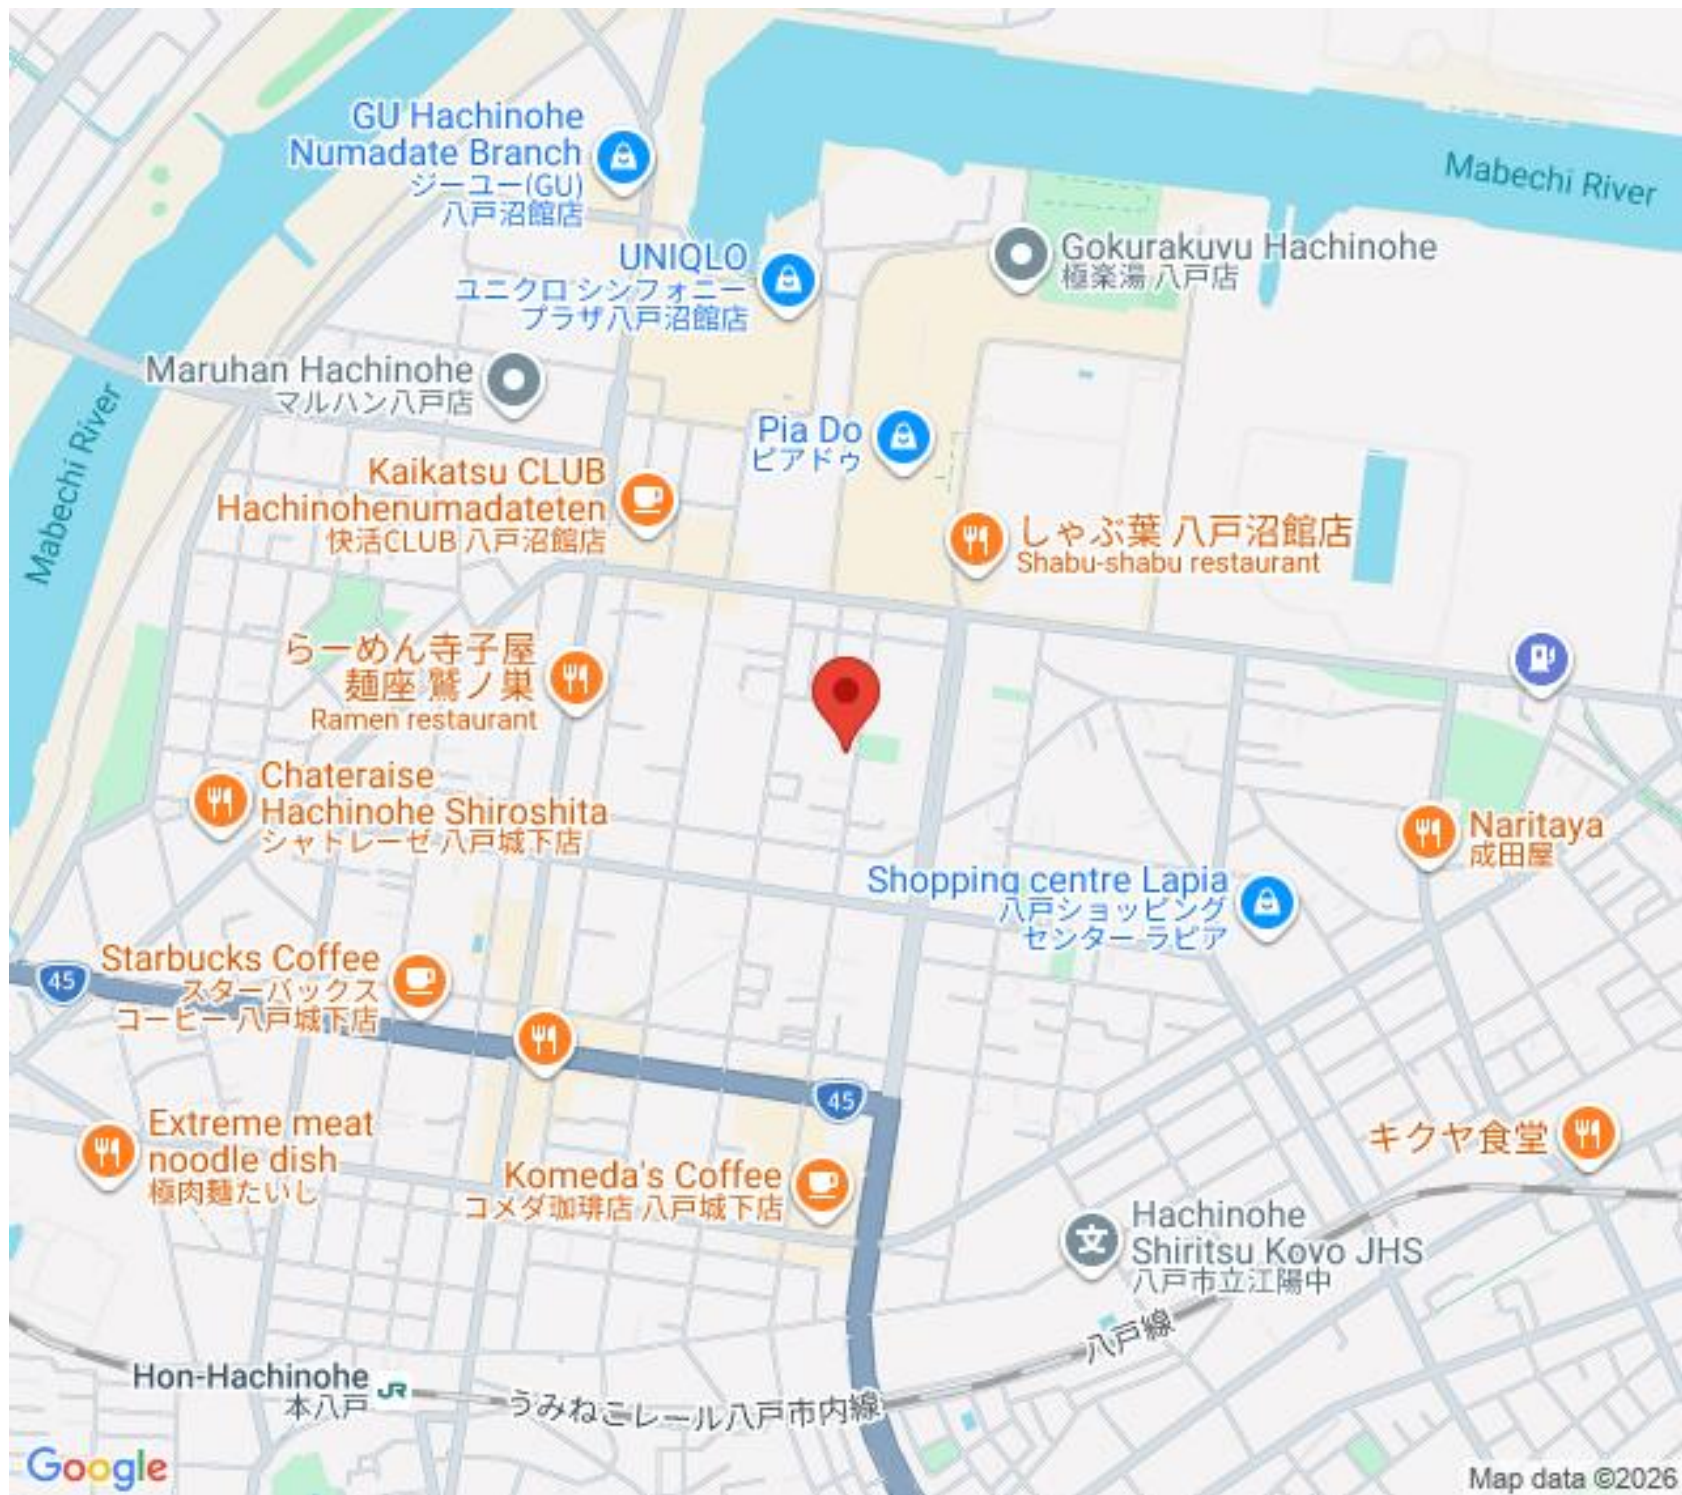 GU Hachinohe
Numadate Branch
ジーユー(GU)
八戸沼館店
Mabechi River
UNIQLO
ユニクロ シンフォニー
プラザ八戸沼館店
Gokurakuyu Hachinohe
極楽湯 八戸店
Maruhan Hachinohe
マルハン八戸店
Mabechi River
Pia Do
ピアドゥ
Kaikatsu CLUB
Hachinohenumadateten
快活CLUB 八戸沼館店
しゃぶ葉 八戸沼館店
Shabu-shabu restaurant
らーめん寺子屋
麺座 鷲ノ巣
Ramen restaurant
Chateraise
Hachinohe Shiroshita
シャトレーゼ 八戸城下店
Naritaya
成田屋
Shopping centre Lapia
八戸ショッピング
センター ラピア
Starbucks Coffee
スターバックス
コーヒー 八戸城下店
45
45
Extreme meat
noodle dish
極肉麺たいし
Komeda's Coffee
コメダ珈琲店 八戸城下店
キクヤ食堂
Hachinohe
Shiritsu Koyo JHS
八戸市立江陽中
八戸線
Hon-Hachinohe
本八戸
JR
うみねこレール八戸市内線
Google
Map data ©2026